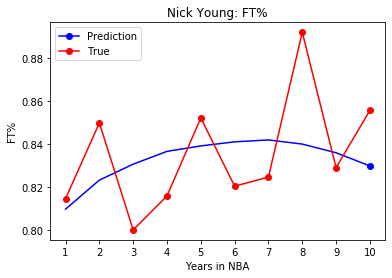 Nick Young: FT%
Prediction
True
FT%
0.88
0.86
0.84
0.82
0.80
1 2 3 4 5 6 7 8 9 10
Years in NBA